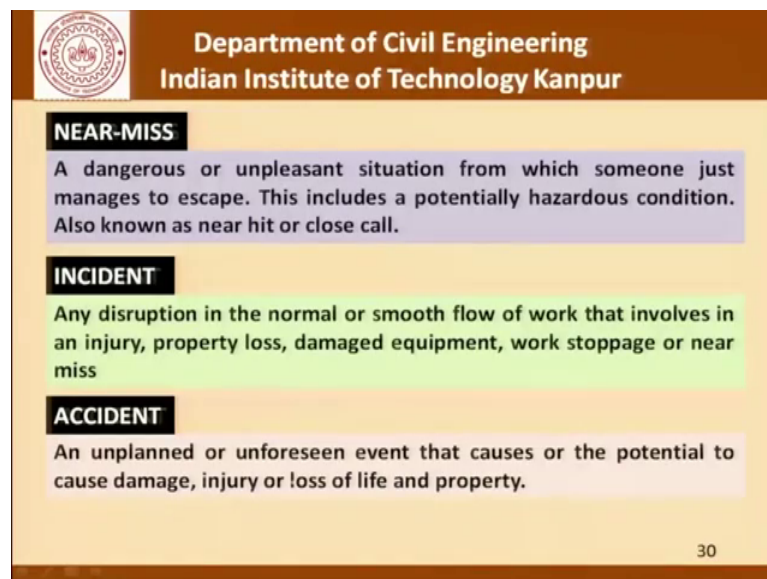 Department of Civil Engineering
Indian Institute of Technology Kanpur
NEAR-MISS
A dangerous or unpleasant situation from which someone just
manages to escape. This includes a potentially hazardous condition.
Also known as near hit or close call.
INCIDENT
Any disruption in the normal or smooth flow of work that involves in
an injury, property loss, damaged equipment, work stoppage or near
miss
ACCIDENT
An unplanned or unforeseen event that causes or the potential to
cause damage, injury or loss of life and property.
30